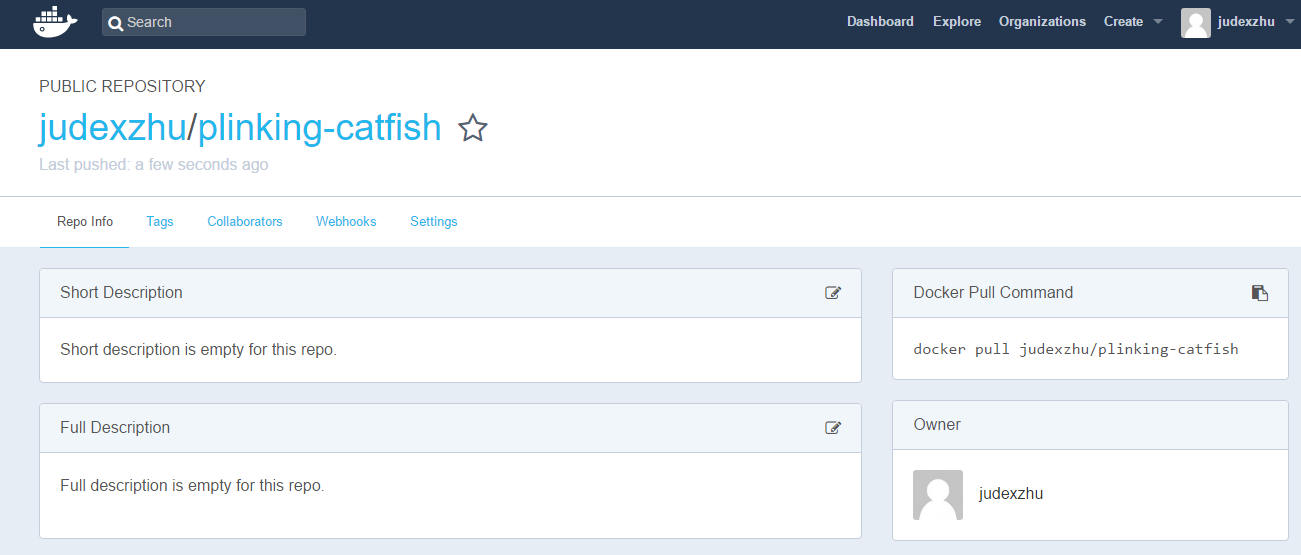 Search
Dashboard Explore Organizations Create judexzhu
PUBLIC REPOSITORY
judexzhu/plinking-catfish
Last pushed: a few seconds ago
Repo Info Tags Collaborators Webhooks Settings
Short Description
Short description is empty for this repo.
Full Description
Full description is empty for this repo.
Docker Pull Command
docker pull judexzhu/plinking-catfish
Owner
judexzhu